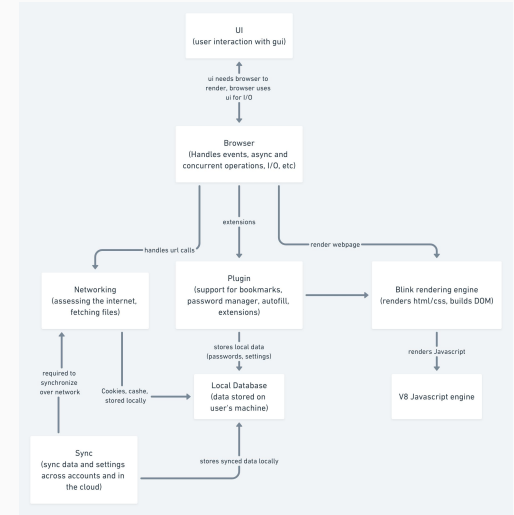 UI
(user interaction with gui)
ui needs browser to
render, browser uses
ui for I/O
Browser
(Handles events, async and
concurrent operations, I/O, etc)
extensions
handles url calls
render webpage
Networking
(assessing the internet,
fetching files)
Plugin
(support for bookmarks,
password manager, autofill,
extensions)
Blink rendering engine
(renders html/css, builds DOM)
stores local data
(passwords, settings)
renders Javascript
required to
synchronize
over network
Cookies, cashe,
stored locally
Local Database
(data stored on
user's machine)
V8 Javascript engine
Sync
(sync data and settings
across accounts and in
the cloud)
stores synced data locally